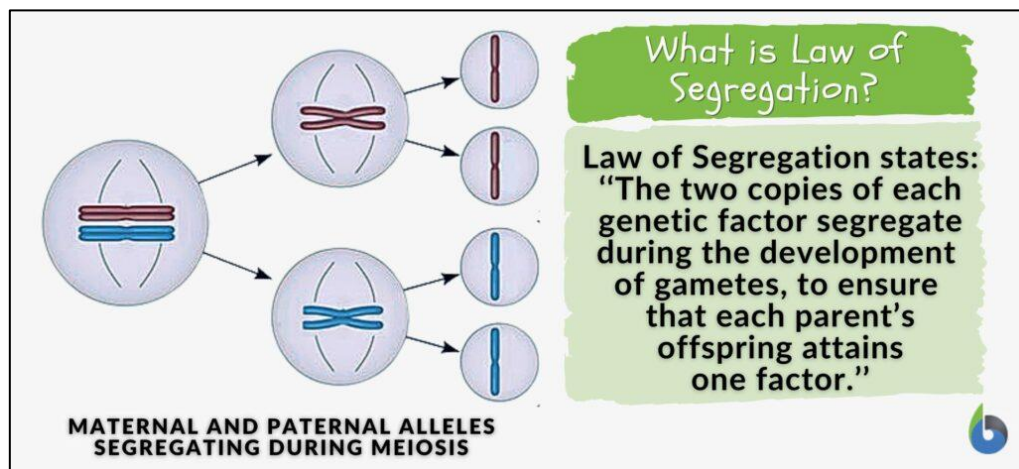 What is Law of
Segregation?
Law of Segregation states:
“The two copies of each
genetic factor segregate
during the development
of gametes, to ensure
that each parent’s
offspring attains
one factor.”
MATERNAL AND PATERNAL ALLELES
SEGREGATING DURING MEIOSIS